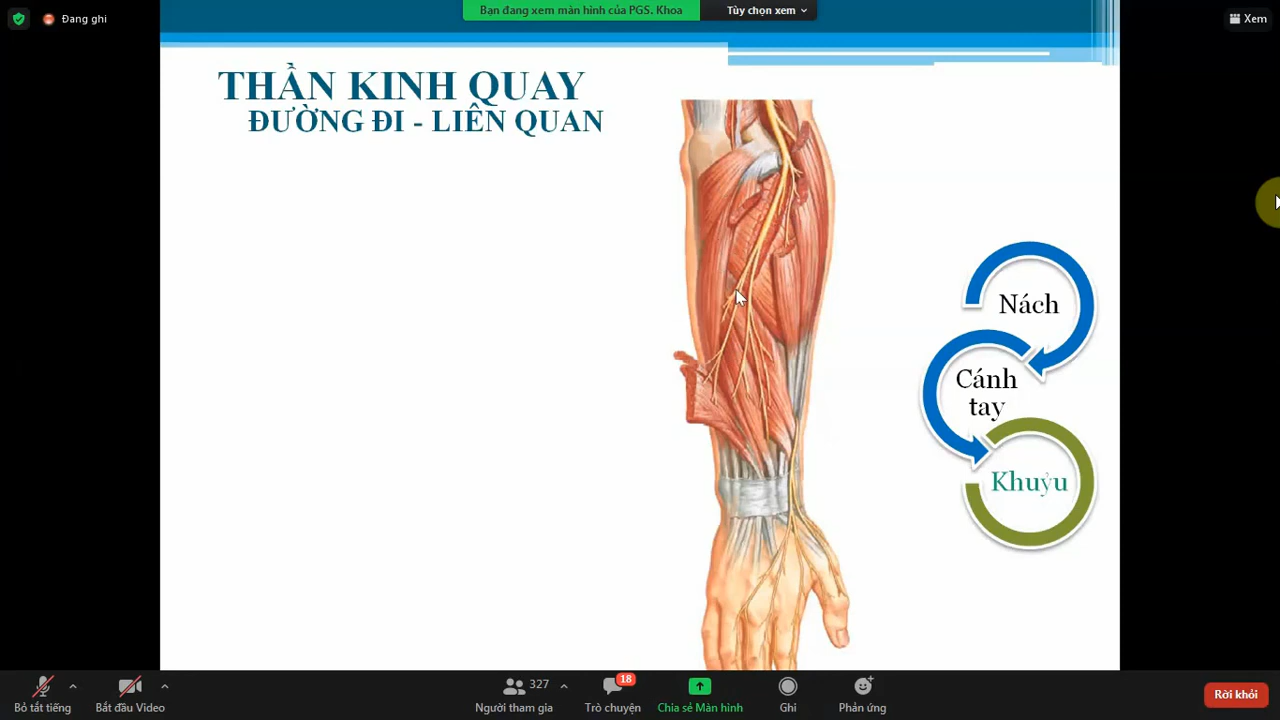 Đang ghi
Bạn đang xem màn hình của PGS. Khoa
Tùy chọn xem
Xem
THẦN KINH QUAY
ĐƯỜNG ĐI - LIÊN QUAN
Nách
Cánh
tay
Khuỷu
Bỏ tắt tiếng
Bắt đầu Video
327
Người tham gia
18
Trò chuyện
Chia sẻ Màn hình
Ghi
Phản ứng
Rời khỏi